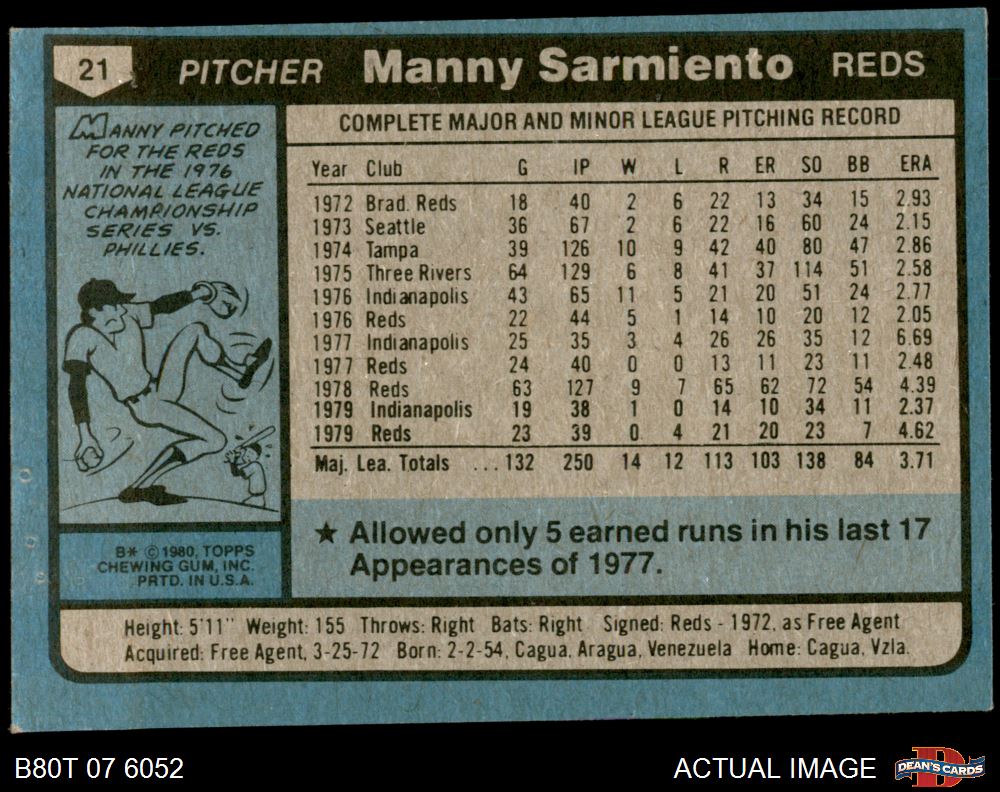 21 PITCHER Manny Sarmiento REDS
MANNY PITCHED
FOR THE REDS
IN THE 1976
NATIONAL LEAGUE
CHAMPIONSHIP
SERIES VS.
PHILLIES.
COMPLETE MAJOR AND MINOR LEAGUE PITCHING RECORD
Year Club G IP W L R ER SO BB ERA
1972 Brad. Reds 18 40 2 6 22 13 34 15 2.93
1973 Seattle 36 67 2 6 22 16 60 24 2.15
1974 Tampa 39 126 10 9 42 40 80 47 2.86
1975 Three Rivers 64 129 6 8 41 37 114 51 2.58
1976 Indianapolis 43 65 11 5 21 20 51 24 2.77
1976 Reds 22 44 5 1 14 10 20 12 2.05
1977 Indianapolis 25 35 3 4 26 26 35 12 6.69
1977 Reds 24 40 0 0 13 11 23 11 2.48
1978 Reds 63 127 9 7 65 62 72 54 4.39
1979 Indianapolis 19 38 1 0 14 10 34 11 2.37
1979 Reds 23 39 0 4 21 20 23 7 4.62
Maj. Lea. Totals ...132 250 14 12 113 103 138 84 3.71
★ Allowed only 5 earned runs in his last 17
Appearances of 1977.
B* © 1980, TOPPS
CHEWING GUM, INC.
PRTD. IN U.S.A.
Height: 5'11" Weight: 155 Throws: Right Bats: Right Signed: Reds - 1972, as Free Agent
Acquired: Free Agent, 3-25-72 Born: 2-2-54, Cagua, Aragua, Venezuela Home: Cagua, Vzla.
B80T 07 6052
ACTUAL IMAGE
DEAN'S CARDS